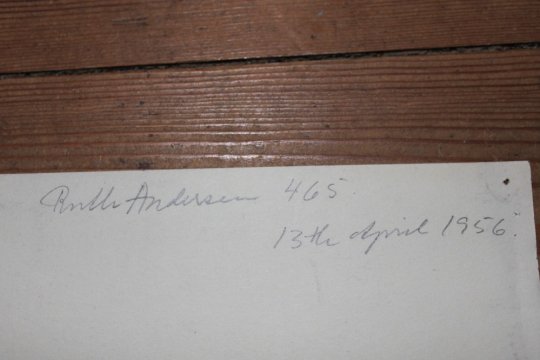 Ruth Andersen 465.
13th April 1956.